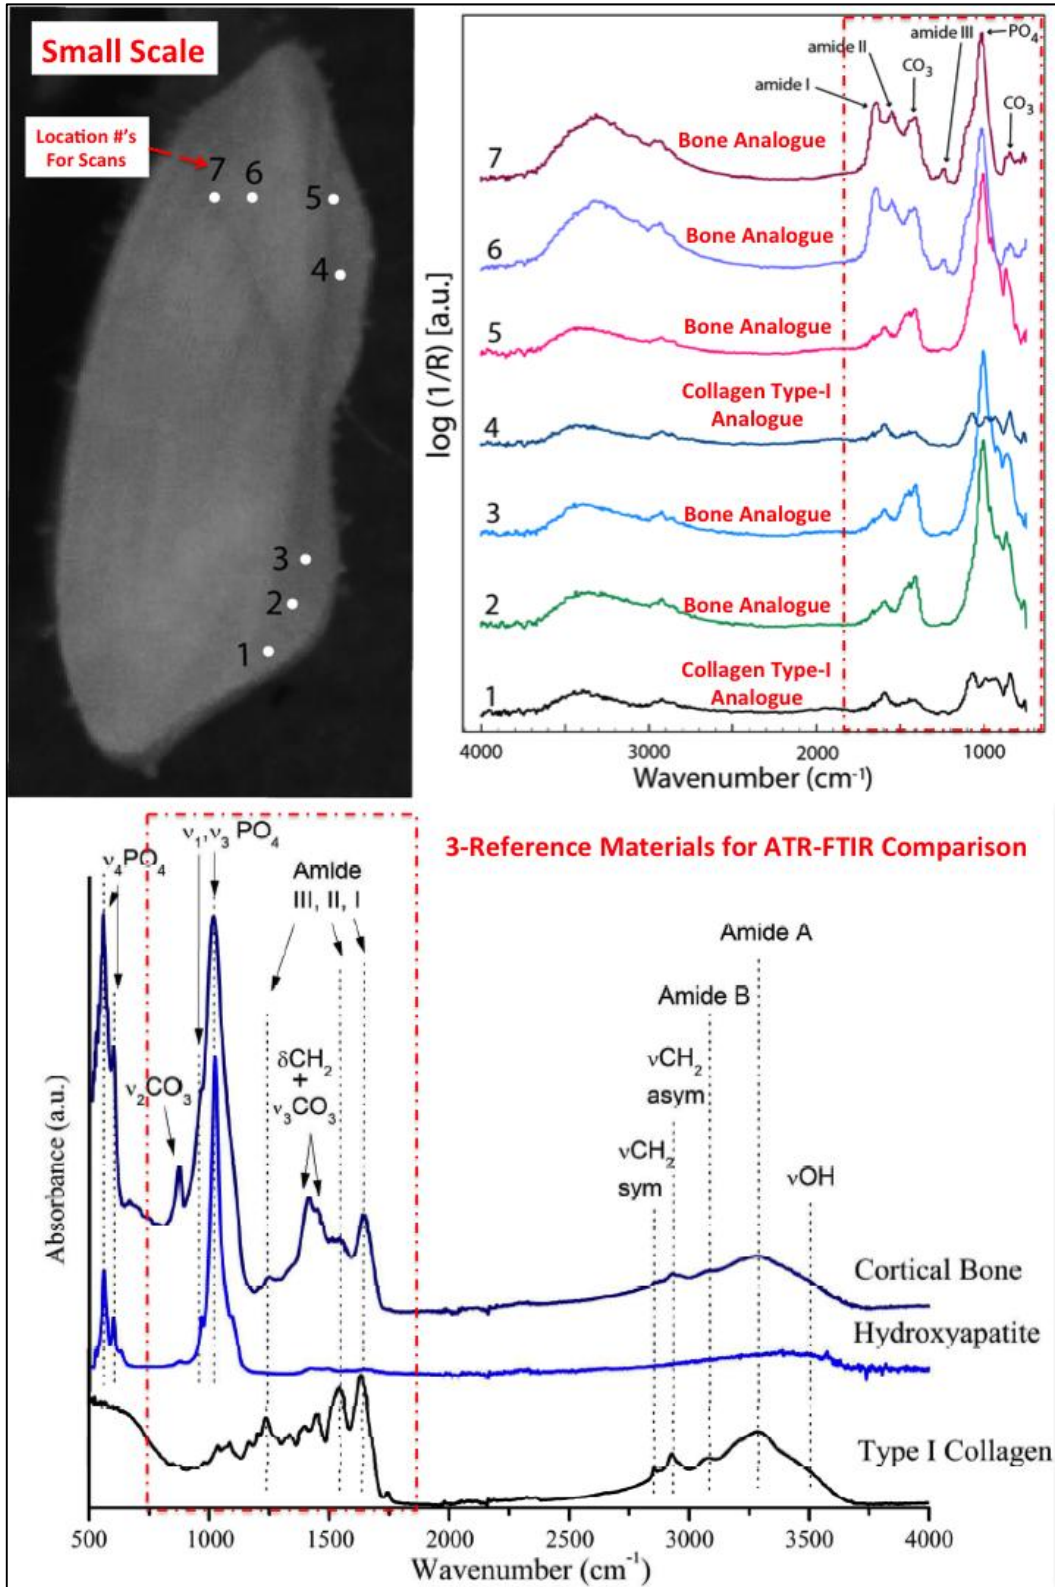 Small Scale
Location #'s
For Scans
7
6
5
4
3
2
1
log (1/R) [a.u.]
amide III
PO4
amide II
CO3
amide I
CO3
7
Bone Analogue
6
Bone Analogue
5
Bone Analogue
Collagen Type-I
Analogue
4
3
Bone Analogue
2
Bone Analogue
Collagen Type-I
Analogue
1
4000
3000
2000
1000
Wavenumber (cm-1)
3-Reference Materials for ATR-FTIR Comparison
ν4PO4
ν1,ν3 PO4
Amide
III, II, I
Amide A
Amide B
ν2CO3
δCH2
+
ν3CO3
νCH2
asym
νCH2
sym
νOH
Absorbance (a.u.)
Cortical Bone
Hydroxyapatite
Type I Collagen
500
1000
1500
2000
2500
3000
3500
4000
Wavenumber (cm-1)